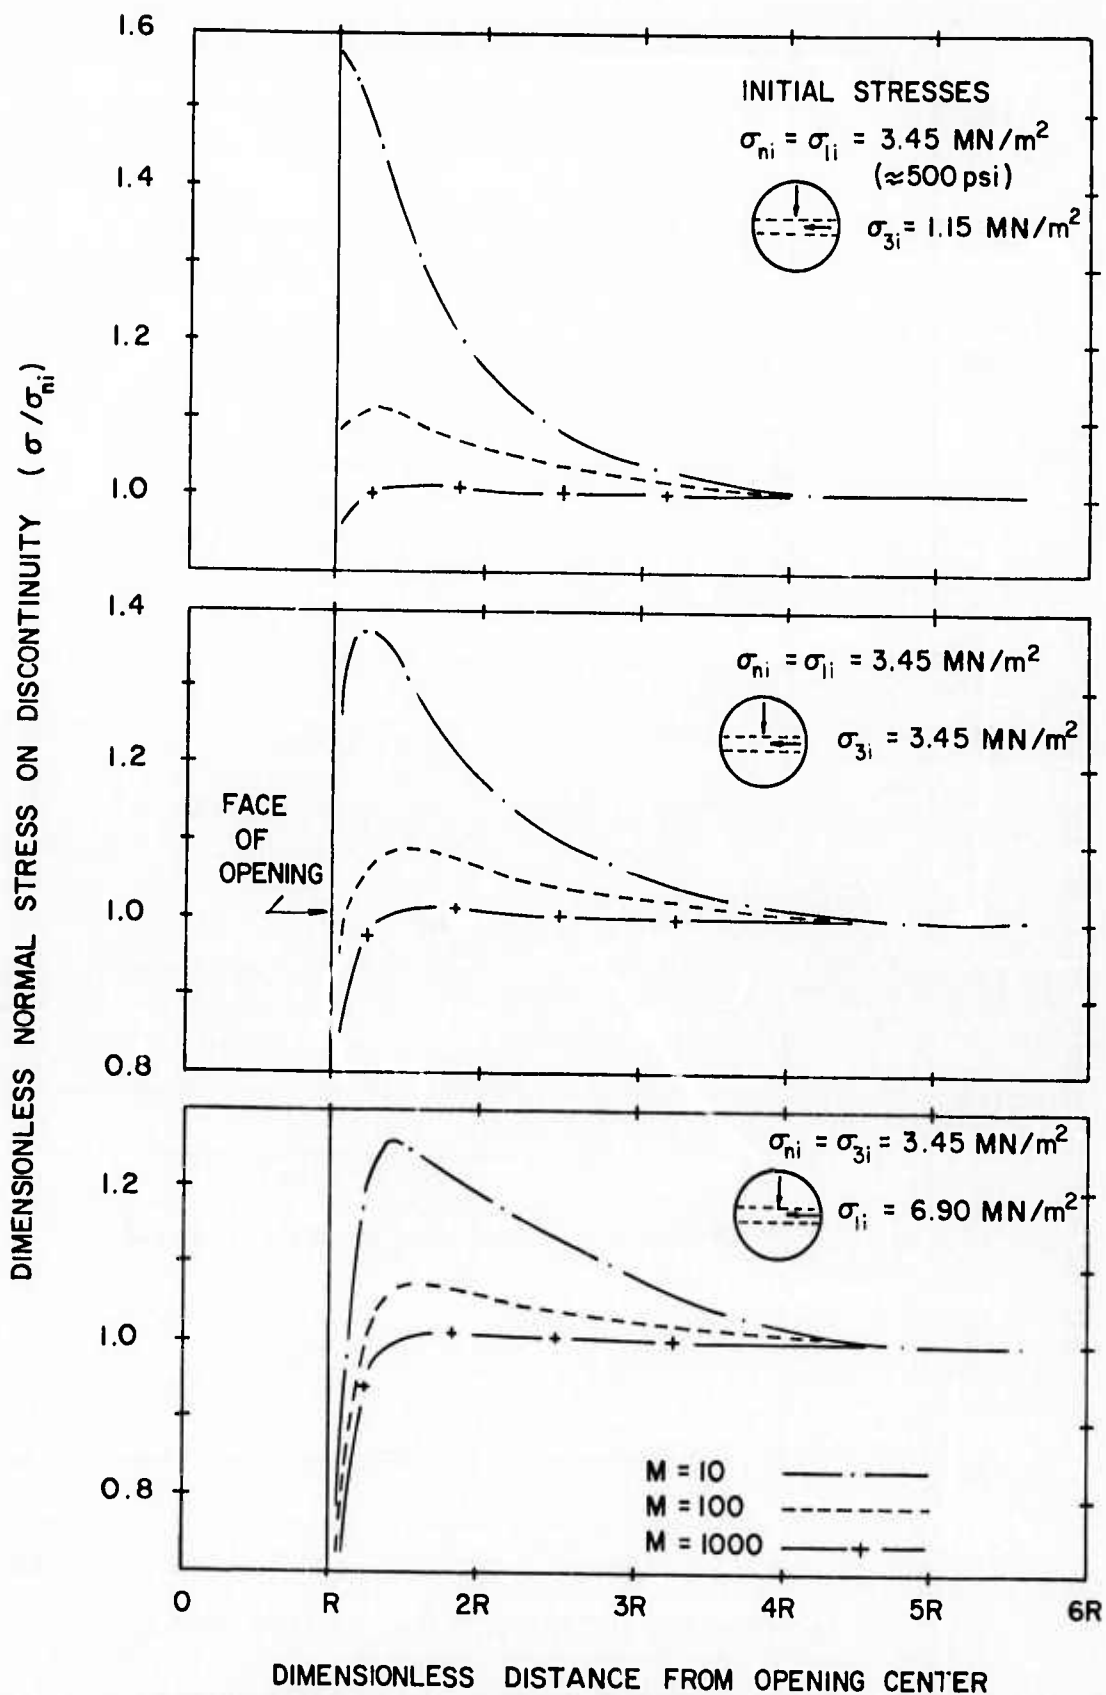 DIMENSIONLESS NORMAL STRESS ON DISCONTINUITY (σ/σni)
1.6
1.4
1.2
1.0
INITIAL STRESSES
σni = σ1i = 3.45 MN/m²
(≈500 psi)
σ3i = 1.15 MN/m²
1.4
1.2
1.0
0.8
σni = σ1i = 3.45 MN/m²
σ3i = 3.45 MN/m²
FACE
OF
OPENING
1.2
1.0
0.8
σni = σ3i = 3.45 MN/m²
σ1i = 6.90 MN/m²
M = 10
M = 100
M = 1000
0 R 2R 3R 4R 5R 6R
DIMENSIONLESS DISTANCE FROM OPENING CENTER